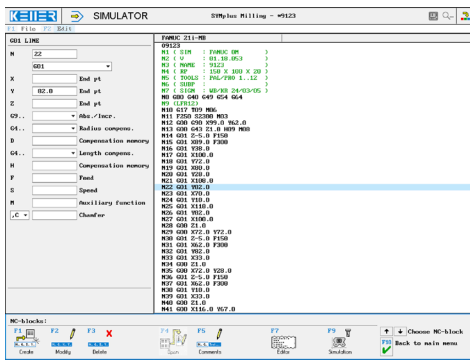 KELLER SIMULATOR SYMplus Milling - *9123
F1 File F2 Edit
G01 LINE
N 22
G01
X End pt
Y 82.0 End pt
Z End pt
G9.. Abs./Incr.
G4.. Radius compens.
D Compensation memory
G4.. Length compens.
H Compensation memory
F Feed
S Speed
M Auxiliary function
,C Chamfer
FANUC 21i-MB
O9123
N1 ( SIM : FANUC DM )
N2 ( V : 01.18.053 )
N3 ( NAME : 9123 )
N4 ( RP : 150 X 100 X 20 )
N5 ( TOOLS : PAL/PRO 1..12 )
N6 ( SUBP : )
N7 ( SIGN : WB/KR 24/03/05 )
N8 G80 G40 G49 G54 G64
N9 (LFR12)
N10 G17 T09 M06
N11 F250 S2300 M03
N12 G00 G90 X99.0 Y62.0
N13 G00 G43 Z1.0 H09 M08
N14 G01 Z-5.0 F150
N15 G01 X89.0 F300
N16 G01 Y38.0
N17 G01 X100.0
N18 G01 Y72.0
N19 G01 X80.0
N20 G01 Y28.0
N21 G01 X108.0
N22 G01 Y82.0
N23 G01 X70.0
N24 G01 Y18.0
N25 G01 X118.0
N26 G01 Y82.0
N27 G01 X100.0
N28 G00 Z1.0
N29 G00 X72.0 Y72.0
N30 G01 Z-5.0 F150
N31 G01 X62.0 F300
N32 G01 Y82.0
N33 G01 X33.0
N34 G00 Z1.0
N35 G00 X72.0 Y28.0
N36 G01 Z-5.0 F150
N37 G01 X62.0 F300
N38 G01 Y18.0
N39 G01 X33.0
N40 G00 Z1.0
N41 G00 X116.0 Y67.0
NC-blocks:
F1 F2 F3 F4 F5 F7 F9 Choose NC-block
F10 Back to main menu
Create Modify Delete Comments Editor Simulation